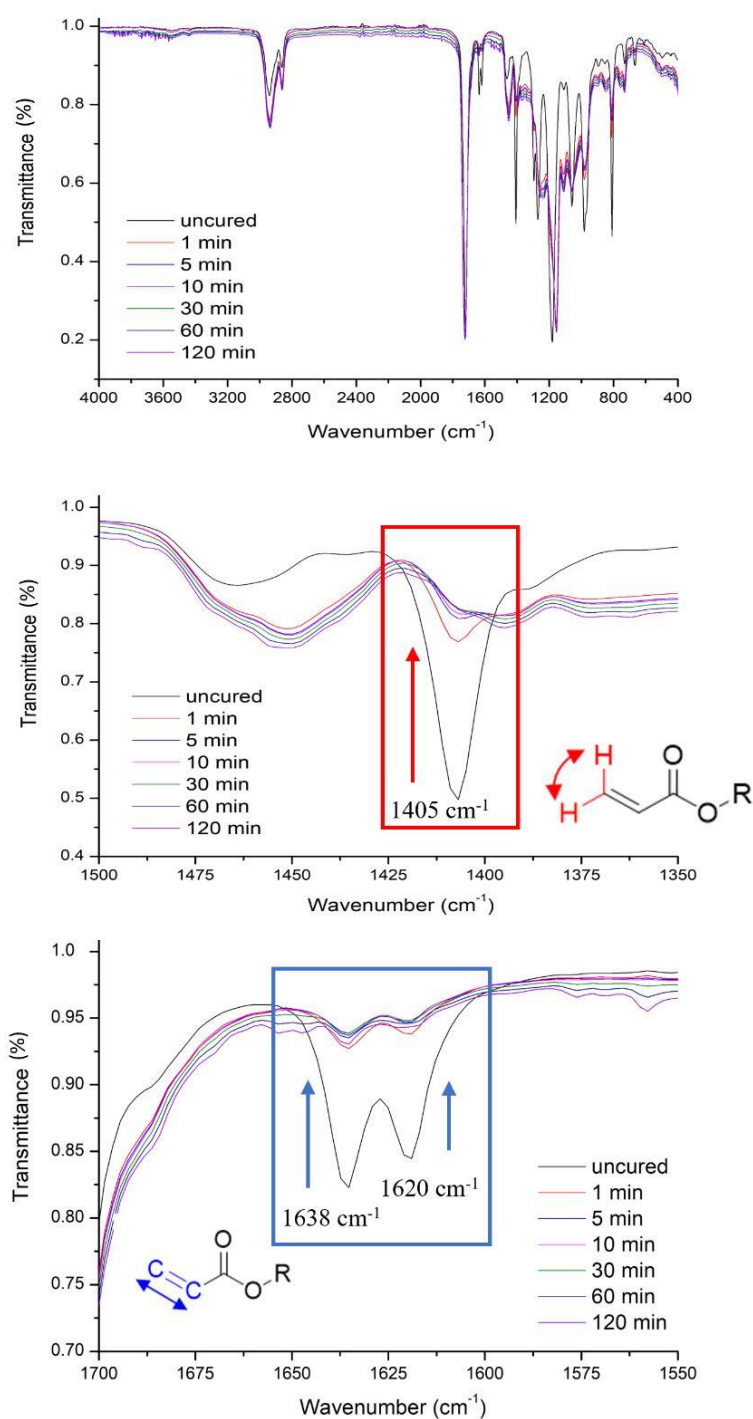 1.0
0.8
0.6
0.4
0.2
Transmittance (%)
uncured
1 min
5 min
10 min
30 min
60 min
120 min
4000 3600 3200 2800 2400 2000 1600 1200 800 400
Wavenumber (cm⁻¹)
1.0
0.9
0.8
0.7
0.6
0.5
0.4
Transmittance (%)
uncured
1 min
5 min
10 min
30 min
60 min
120 min
1405 cm⁻¹
H
H
O
O
R
1500 1475 1450 1425 1400 1375 1350
Wavenumber (cm⁻¹)
1.0
0.95
0.90
0.85
0.80
0.75
0.70
Transmittance (%)
1638 cm⁻¹
1620 cm⁻¹
C
C
O
O
R
uncured
1 min
5 min
10 min
30 min
60 min
120 min
1700 1675 1650 1625 1600 1575 1550
Wavenumber (cm⁻¹)